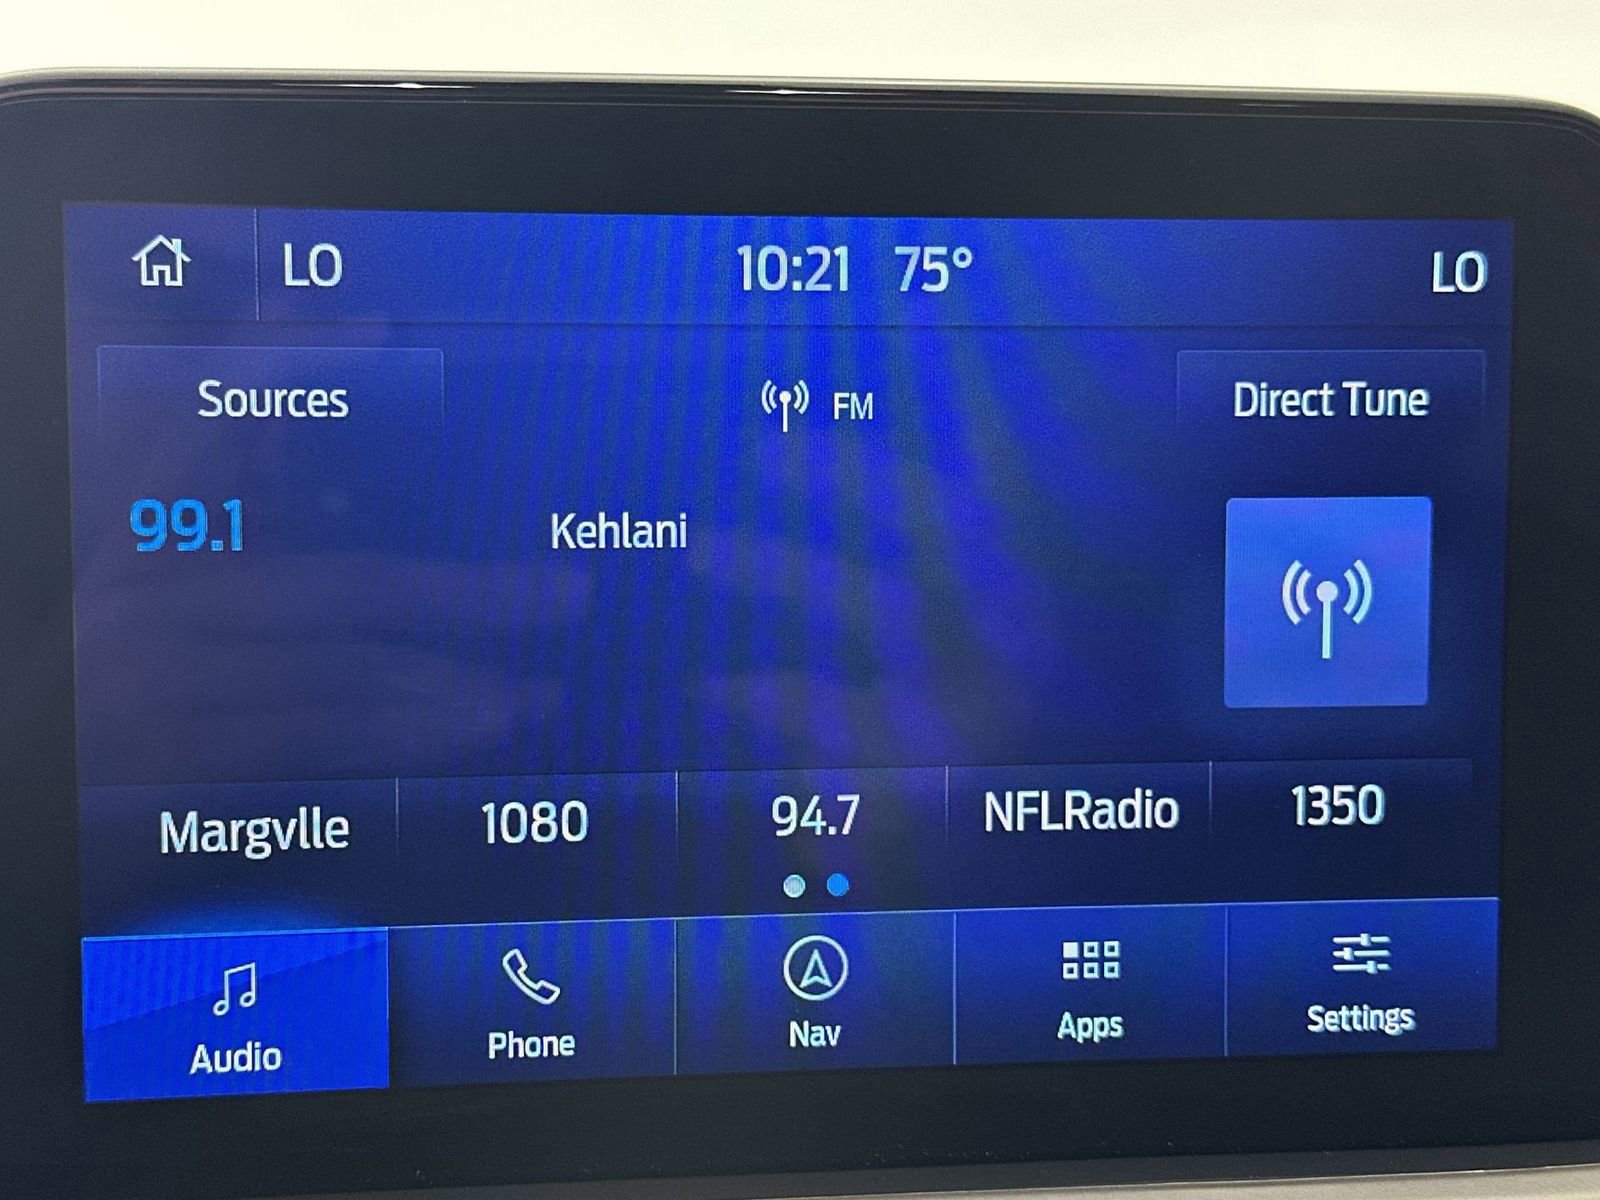 LO 10:21 75° LO
Sources FM Direct Tune
99.1 Kehlani
Margvlle 1080 94.7 NFLRadio 1350
Audio Phone Nav Apps Settings